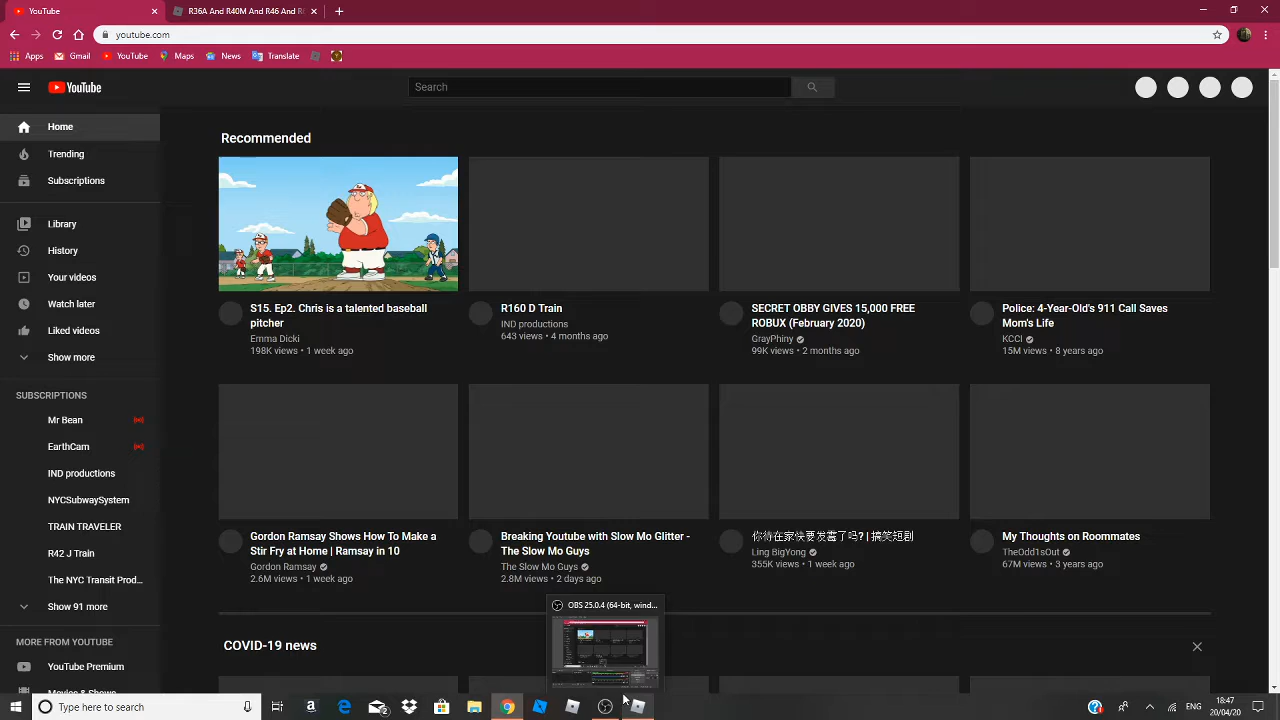 YouTube
R36A And R40M And R46 And R
youtube.com
Apps
Gmail
YouTube
Maps
News
Translate
YouTube
Search
Home
Trending
Subscriptions
Library
History
Your videos
Watch later
Liked videos
Show more
SUBSCRIPTIONS
Mr Bean
EarthCam
IND productions
NYCSubwaySystem
TRAIN TRAVELER
R42 J Train
The NYC Transit Prod...
Show 91 more
MORE FROM YOUTUBE
YouTube Premium
Movies & Shows
Recommended
S15. Ep2. Chris is a talented baseball
pitcher
Emma Dicki
198K views • 1 week ago
R160 D Train
IND productions
643 views • 4 months ago
SECRET OBBY GIVES 15,000 FREE
ROBUX (February 2020)
GrayPhiny
99K views • 2 months ago
Police: 4-Year-Old's 911 Call Saves
Mom's Life
KCCI
15M views • 8 years ago
Gordon Ramsay Shows How To Make a
Stir Fry at Home | Ramsay in 10
Gordon Ramsay
2.6M views • 1 week ago
Breaking Youtube with Slow Mo Glitter -
The Slow Mo Guys
The Slow Mo Guys
2.8M views • 2 days ago
你待在家快要发霉了吗? | 搞笑短剧
Ling BigYong
355K views • 1 week ago
My Thoughts on Roommates
TheOdd1sOut
67M views • 3 years ago
OBS 25.0.4 (64-bit, wind...
COVID-19 news
Type here to search
2
ENG
18:47
20/04/20